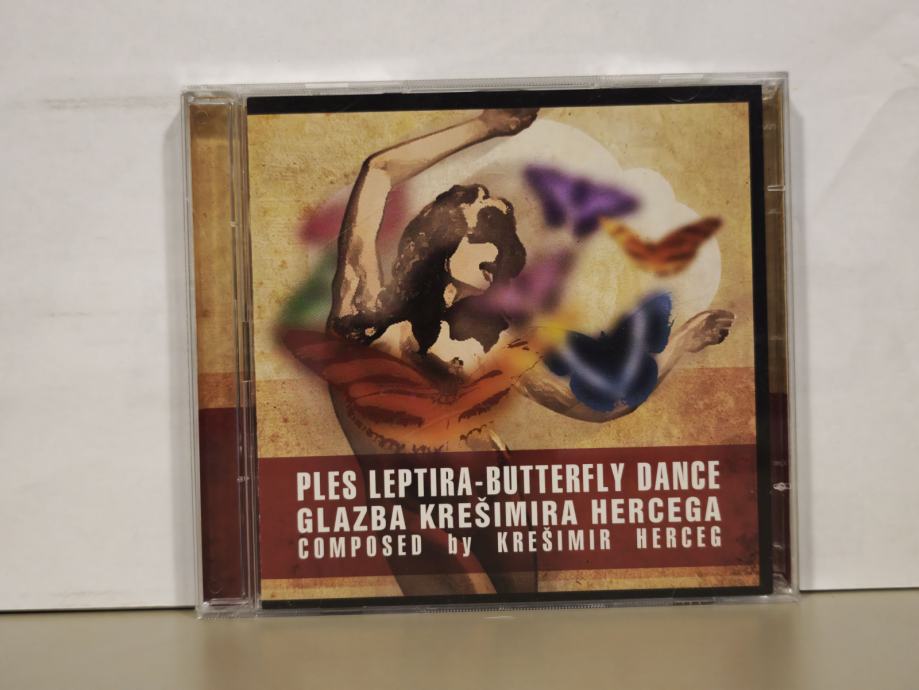 PLES LEPTIRA-BUTTERFLY DANCE
GLAZBA KREŠIMIRA HERCEGA
COMPOSED by KREŠIMIR HERCEG